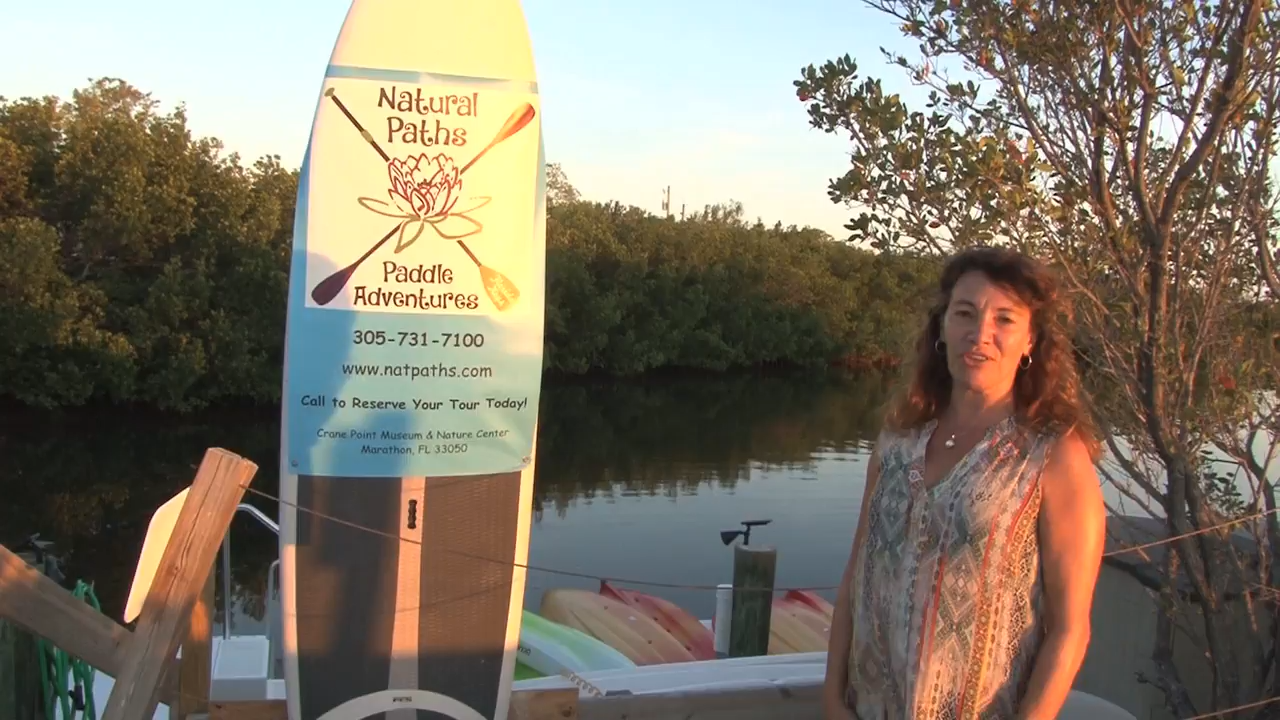 Natural
Paths
Paddle
Adventures
305-731-7100
www.natpaths.com
Call to Reserve Your Tour Today!
Crane Point Museum & Nature Center
Marathon, FL 33050